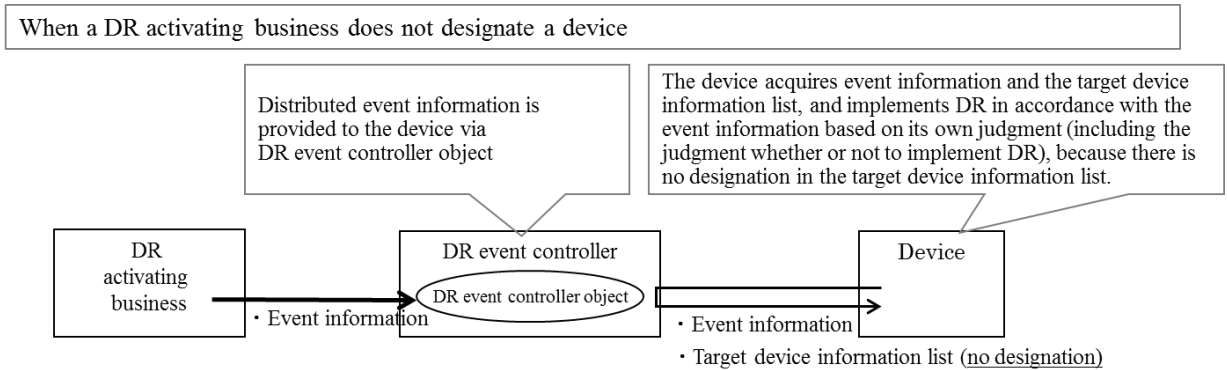 When a DR activating business does not designate a device
Distributed event information is
provided to the device via
DR event controller object
The device acquires event information and the target device
information list, and implements DR in accordance with the
event information based on its own judgment (including the
judgment whether or not to implement DR), because there is
no designation in the target device information list.
DR
activating
business
・Event information
DR event controller
DR event controller object
Device
・Event information
・Target device information list (no designation)